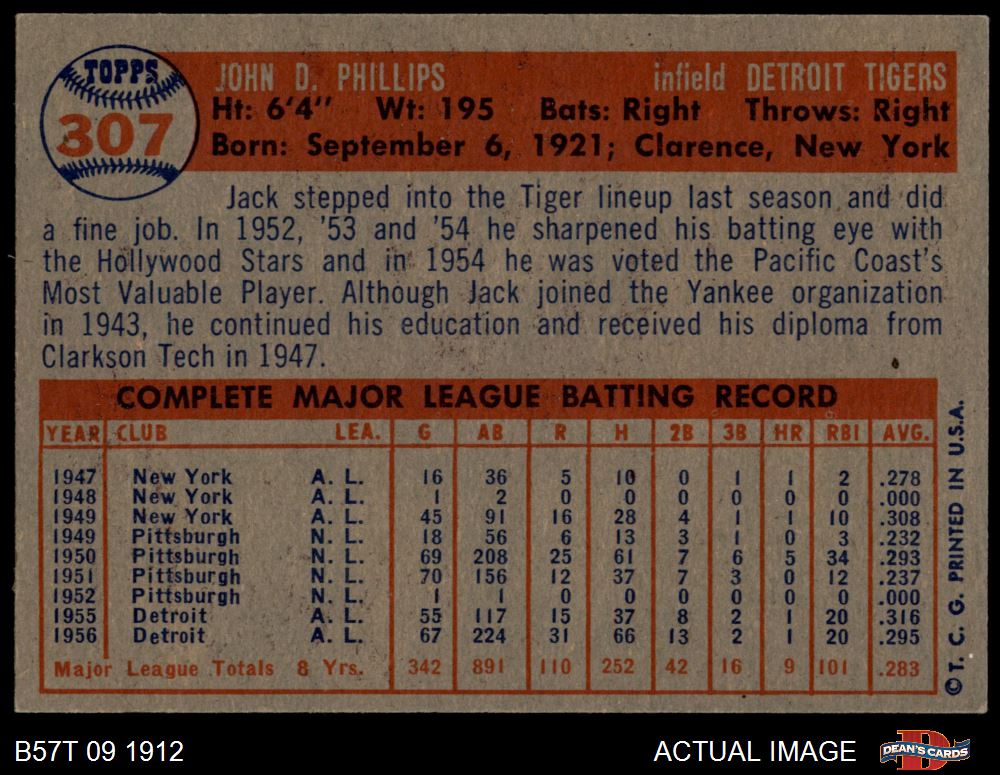 TOPPS
307
JOHN D. PHILLIPS infield DETROIT TIGERS
Ht: 6'4" Wt: 195 Bats: Right Throws: Right
Born: September 6, 1921; Clarence, New York
Jack stepped into the Tiger lineup last season and did
a fine job. In 1952, '53 and '54 he sharpened his batting eye with
the Hollywood Stars and in 1954 he was voted the Pacific Coast's
Most Valuable Player. Although Jack joined the Yankee organization
in 1943, he continued his education and received his diploma from
Clarkson Tech in 1947.
COMPLETE MAJOR LEAGUE BATTING RECORD
YEAR CLUB LEA. G AB R H 2B 3B HR RBI AVG.
1947 New York A. L. 16 36 5 10 0 1 1 2 .278
1948 New York A. L. 1 2 0 0 0 0 0 0 .000
1949 New York A. L. 45 91 16 28 4 1 1 10 .308
1949 Pittsburgh N. L. 18 56 6 13 3 1 0 3 .232
1950 Pittsburgh N. L. 69 208 25 61 7 6 5 34 .293
1951 Pittsburgh N. L. 70 156 12 37 7 3 0 12 .237
1952 Pittsburgh N. L. 1 1 0 0 0 0 0 0 .000
1955 Detroit A. L. 55 117 15 37 8 2 1 20 .316
1956 Detroit A. L. 67 224 31 66 13 2 1 20 .295
Major League Totals 8 Yrs. 342 891 110 252 42 16 9 101 .283
© T. C. G. PRINTED IN U.S.A.
B57T 09 1912 ACTUAL IMAGE
DEAN'S CARDS